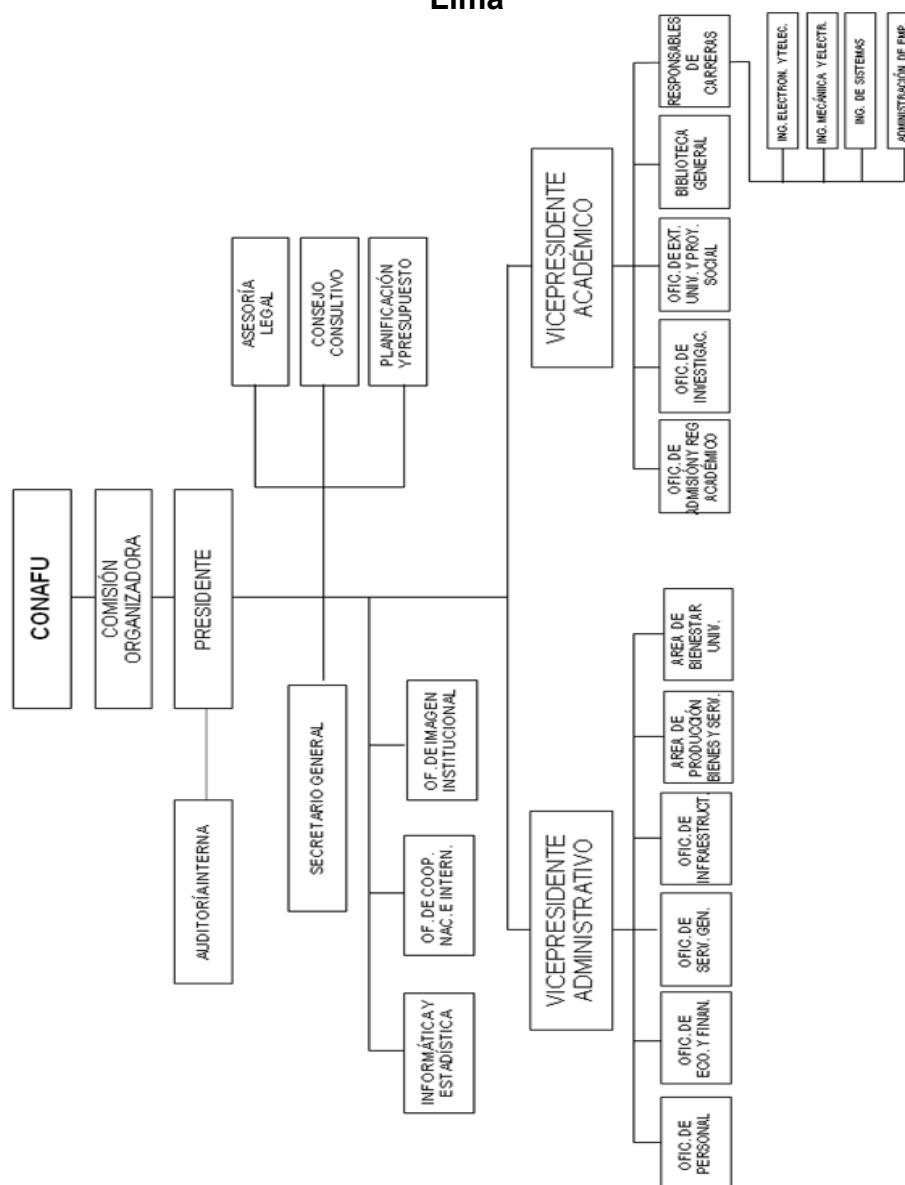 Lima
CONAFU
COMISIÓN
ORGANIZADORA
PRESIDENTE
AUDITORÍA INTERNA
ASESORÍA
LEGAL
CONSEJO
CONSULTIVO
PLANIFICACIÓN
Y PRESUPUESTO
SECRETARIO GENERAL
INFORMÁTICA Y
ESTADÍSTICA
OF. DE COOP.
NAC. E INTERN.
OF. DE IMAGEN
INSTITUCIONAL
VICEPRESIDENTE
ADMINISTRATIVO
VICEPRESIDENTE
ACADÉMICO
OFIC. DE
PERSONAL
OFIC. DE
ECO. Y FINAN.
OFIC. DE
SERV. GEN.
OFIC. DE
INFRAESTRUCT.
AREA DE
PRODUCCIÓN
BIENES Y SERV.
AREA DE
BIENESTAR
UNIV.
OFIC. DE
ADMISIÓN Y REG
ACADÉMICO
OFIC. DE
INVESTIGAC.
OFIC. DE EXT.
UNIV. Y PROY.
SOCIAL
BIBLIOTECA
GENERAL
RESPONSABLES
DE
CARRERAS
ING. ELECTRON. Y TELEC.
ING. MECÁNICA Y ELECTR.
ING. DE SISTEMAS
ADMINISTRACIÓN DE EMP.